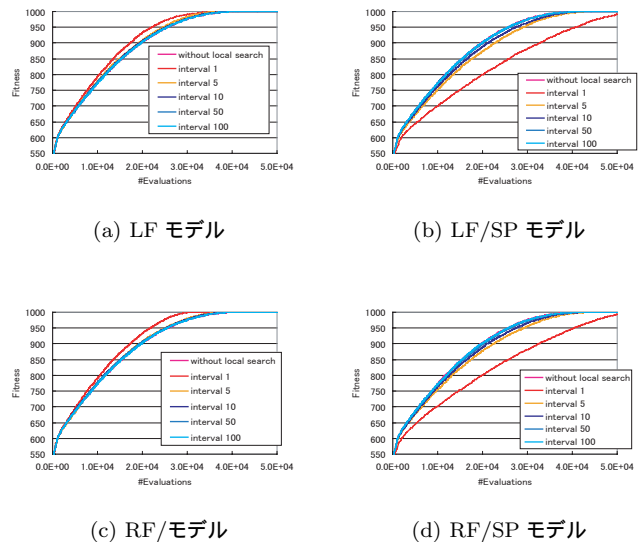 1000
950
900
850
800
750
700
650
600
550
Fitness
without local search
interval 1
interval 5
interval 10
interval 50
interval 100
0.0E+00 1.0E+04 2.0E+04 3.0E+04 4.0E+04 5.0E+04
#Evaluations
(a) LF モデル
1000
950
900
850
800
750
700
650
600
550
Fitness
without local search
interval 1
interval 5
interval 10
interval 50
interval 100
0.0E+00 1.0E+04 2.0E+04 3.0E+04 4.0E+04 5.0E+04
#Evaluations
(b) LF/SP モデル
1000
950
900
850
800
750
700
650
600
550
Fitness
without local search
interval 1
interval 5
interval 10
interval 50
interval 100
0.0E+00 1.0E+04 2.0E+04 3.0E+04 4.0E+04 5.0E+04
#Evaluations
(c) RF/モデル
1000
950
900
850
800
750
700
650
600
550
Fitness
without local search
interval 1
interval 5
interval 10
interval 50
interval 100
0.0E+00 1.0E+04 2.0E+04 3.0E+04 4.0E+04 5.0E+04
#Evaluations
(d) RF/SP モデル